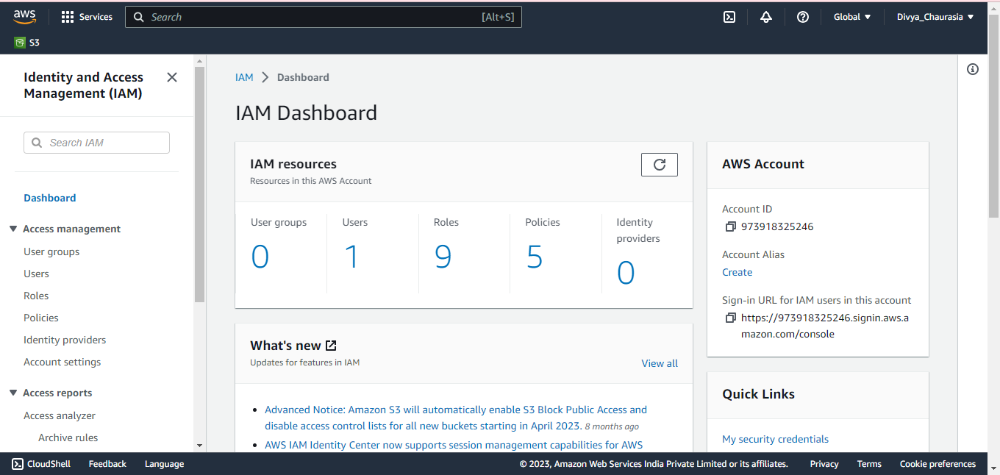 aws
Services
Search
[Alt+S]
Global
Divya_Chaurasia
S3
Identity and Access
Management (IAM)
Search IAM
Dashboard
Access management
User groups
Users
Roles
Policies
Identity providers
Account settings
Access reports
Access analyzer
Archive rules
IAM
Dashboard
IAM Dashboard
IAM resources
Resources in this AWS Account
User groups
0
Users
1
Roles
9
Policies
5
Identity
providers
0
What's new
Updates for features in IAM
View all
Advanced Notice: Amazon S3 will automatically enable S3 Block Public Access and
disable access control lists for all new buckets starting in April 2023. 8 months ago
AWS IAM Identity Center now supports session management capabilities for AWS
AWS Account
Account ID
973918325246
Account Alias
Create
Sign-in URL for IAM users in this account
https://973918325246.signin.aws.a
mazon.com/console
Quick Links
My security credentials
CloudShell
Feedback
Language
© 2023, Amazon Web Services India Private Limited or its affiliates.
Privacy
Terms
Cookie preferences